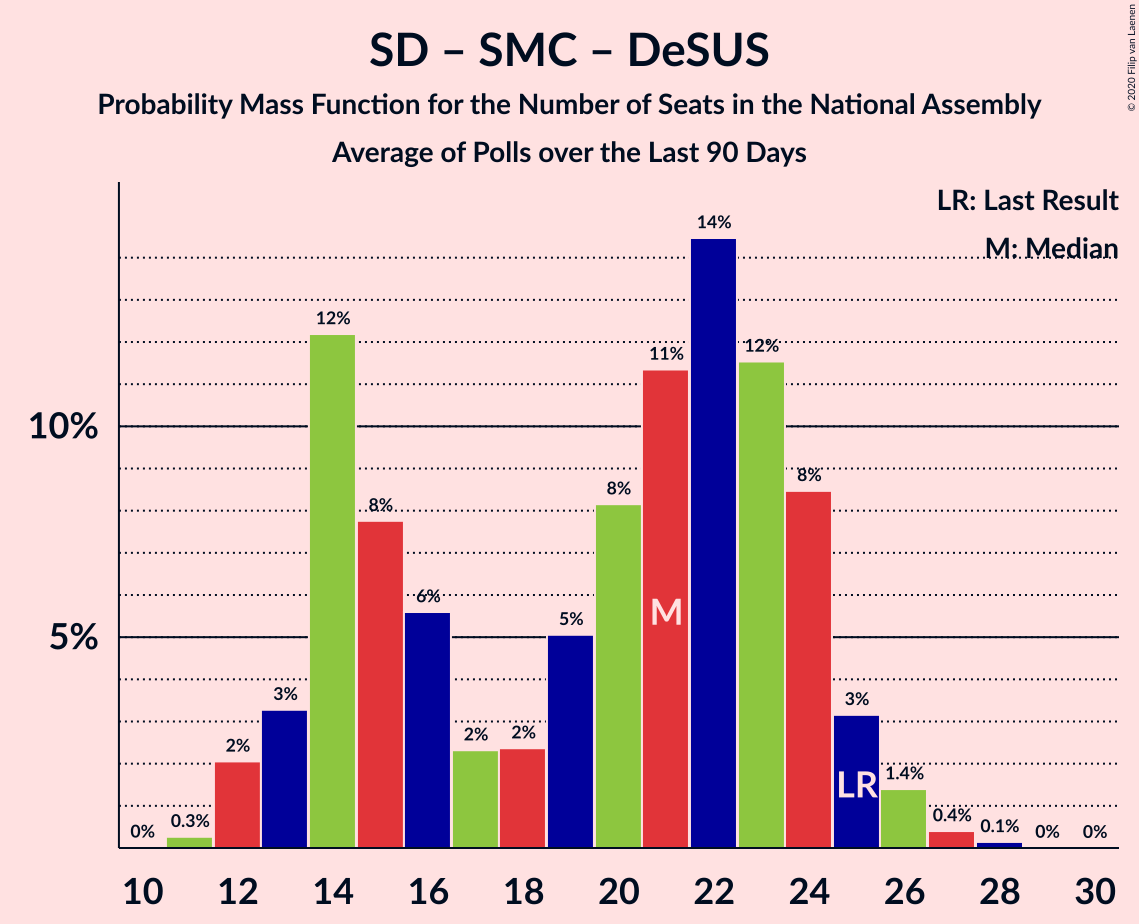 SD – SMC – DeSUS
Probability Mass Function for the Number of Seats in the National Assembly
Average of Polls over the Last 90 Days
© 2020 Filip van Laenen
LR: Last Result
M: Median
14%
12%
12%
11%
10%
8%
8%
8%
6%
M
5%
5%
3%
2%
2%
3%
2%
LR
1.4%
0%
0.3%
0.4%
0.1%
0%
0%
10 12 14 16 18 20 22 24 26 28 30